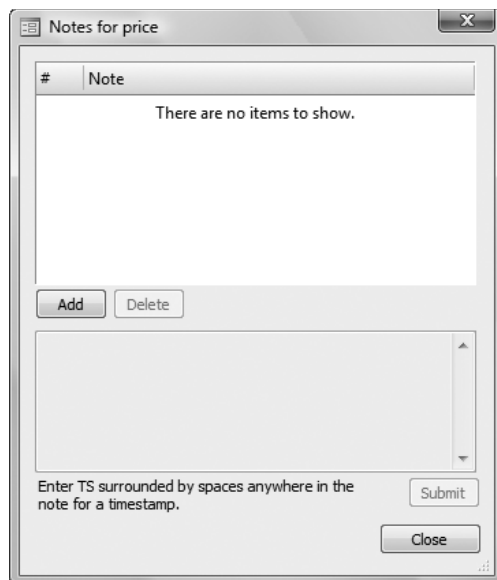 Notes for price
X
# Note
There are no items to show.
Add Delete
Enter TS surrounded by spaces anywhere in the
note for a timestamp.
Submit
Close